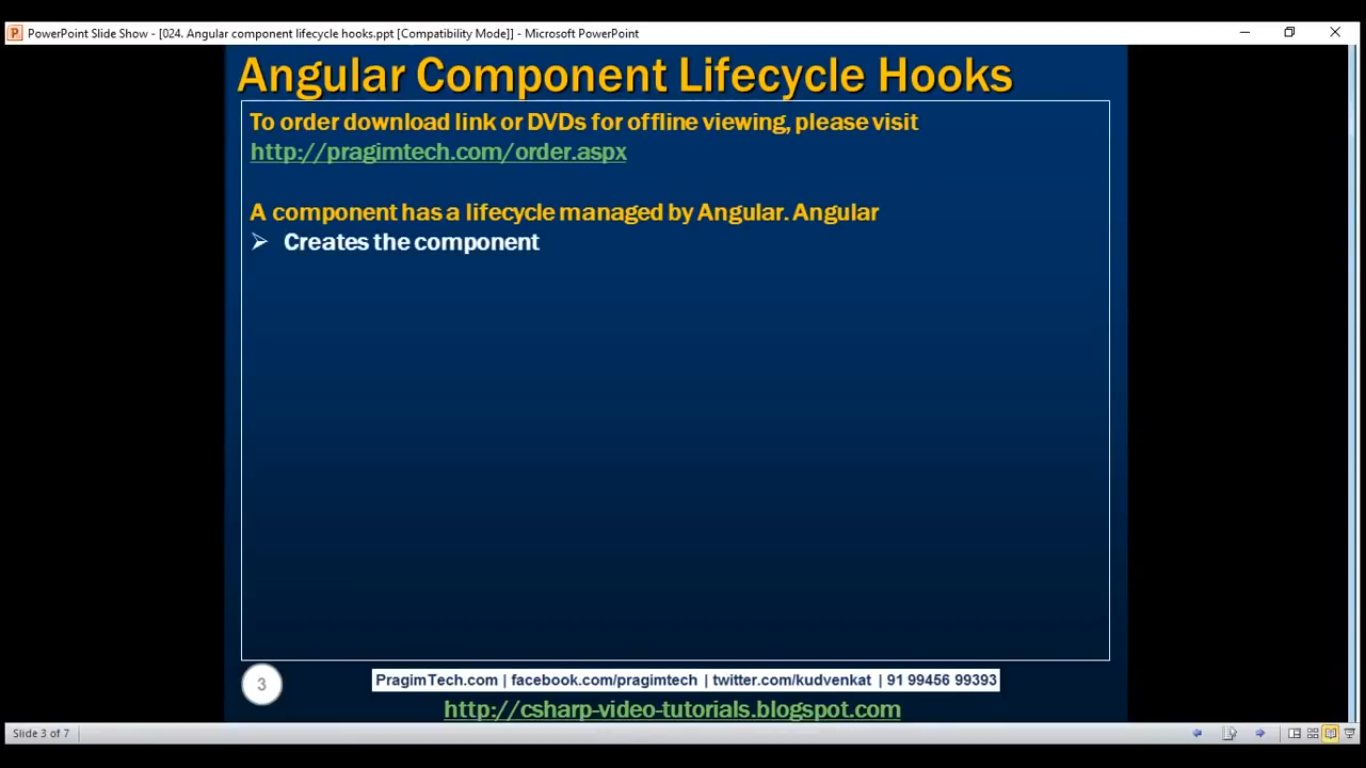 PowerPoint Slide Show - [024. Angular component lifecycle hooks.ppt [Compatibility Mode]] - Microsoft PowerPoint
Angular Component Lifecycle Hooks
To order download link or DVDs for offline viewing, please visit
http://pragimtech.com/order.aspx
A component has a lifecycle managed by Angular. Angular
➢ Creates the component
3
PragimTech.com | facebook.com/pragimtech | twitter.com/kudvenkat | 91 99456 99393
http://csharp-video-tutorials.blogspot.com
Slide 3 of 7